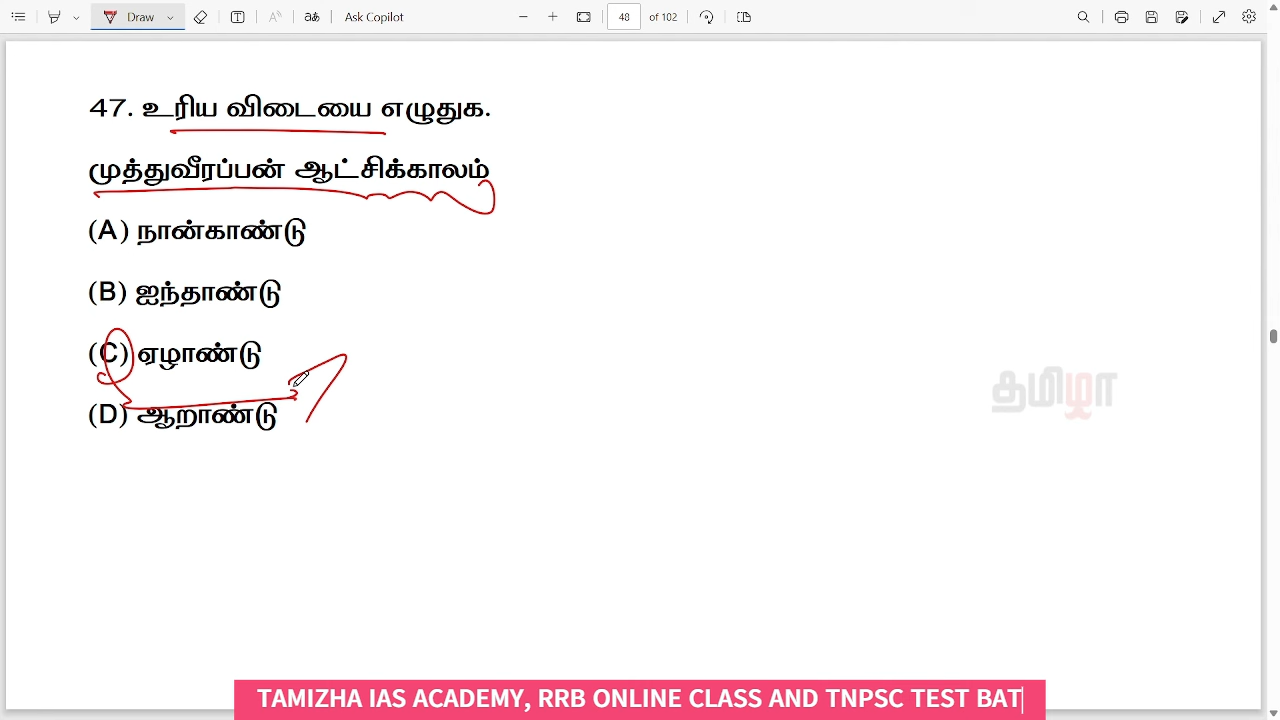 Draw
Ask Copilot
48 of 102
47. உரிய விடையை எழுதுக.
முத்துவீரப்பன் ஆட்சிக்காலம்
(A) நான்காண்டு
(B) ஐந்தாண்டு
(C) ஏழாண்டு
(D) ஆறாண்டு
தமிழா
TAMIZHA IAS ACADEMY, RRB ONLINE CLASS AND TNPSC TEST BAT